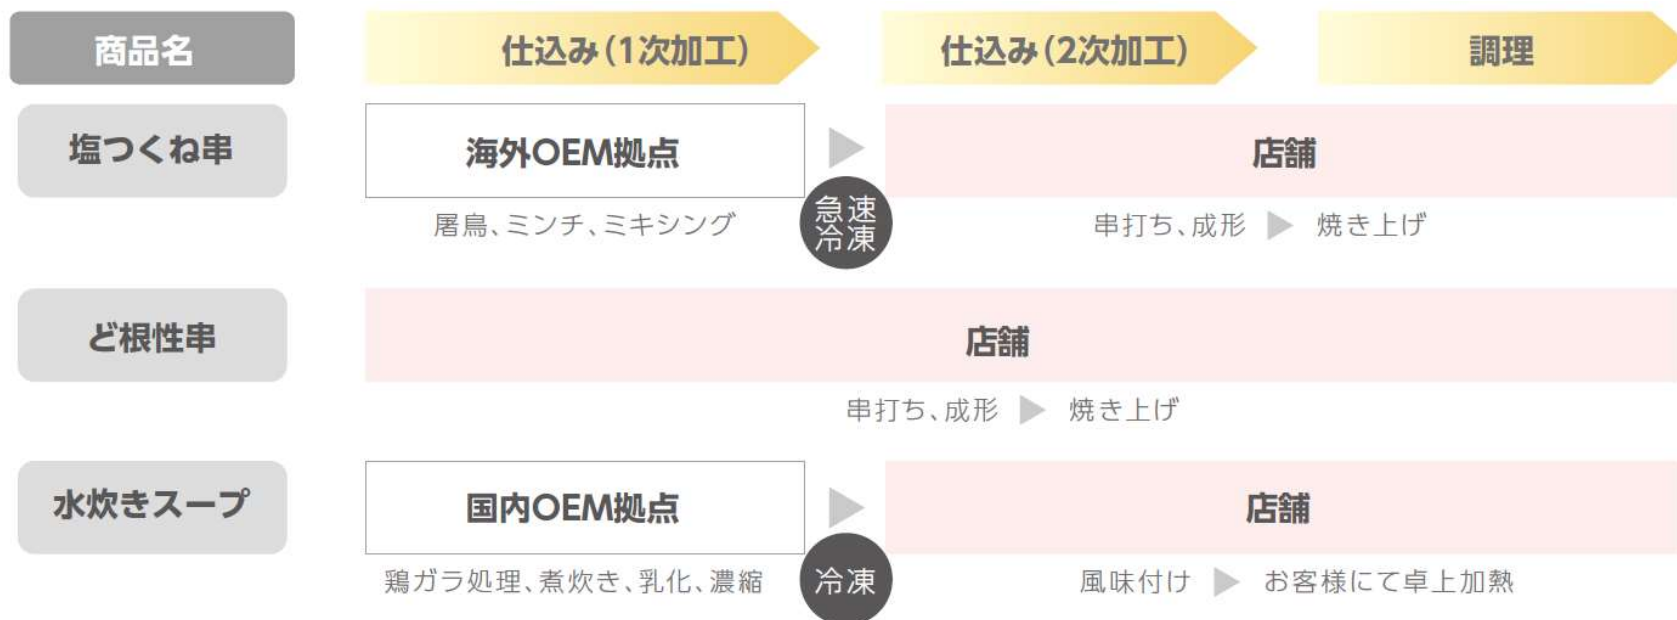 商品名
仕込み（1次加工）
仕込み（2次加工）
調理
塩つくね串
海外OEM拠点
店舗
屠鳥、ミンチ、ミキシング
急速
冷凍
串打ち、成形
焼き上げ
ど根性串
店舗
串打ち、成形
焼き上げ
水炊きスープ
国内OEM拠点
店舗
鶏ガラ処理、煮炊き、乳化、濃縮
冷凍
風味付け
お客様にて卓上加熱